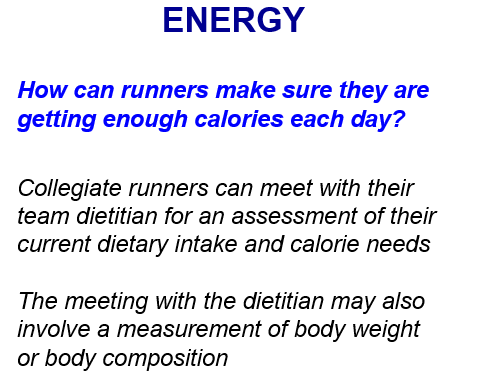 ENERGY
How can runners make sure they are
getting enough calories each day?
Collegiate runners can meet with their
team dietitian for an assessment of their
current dietary intake and calorie needs
The meeting with the dietitian may also
involve a measurement of body weight
or body composition